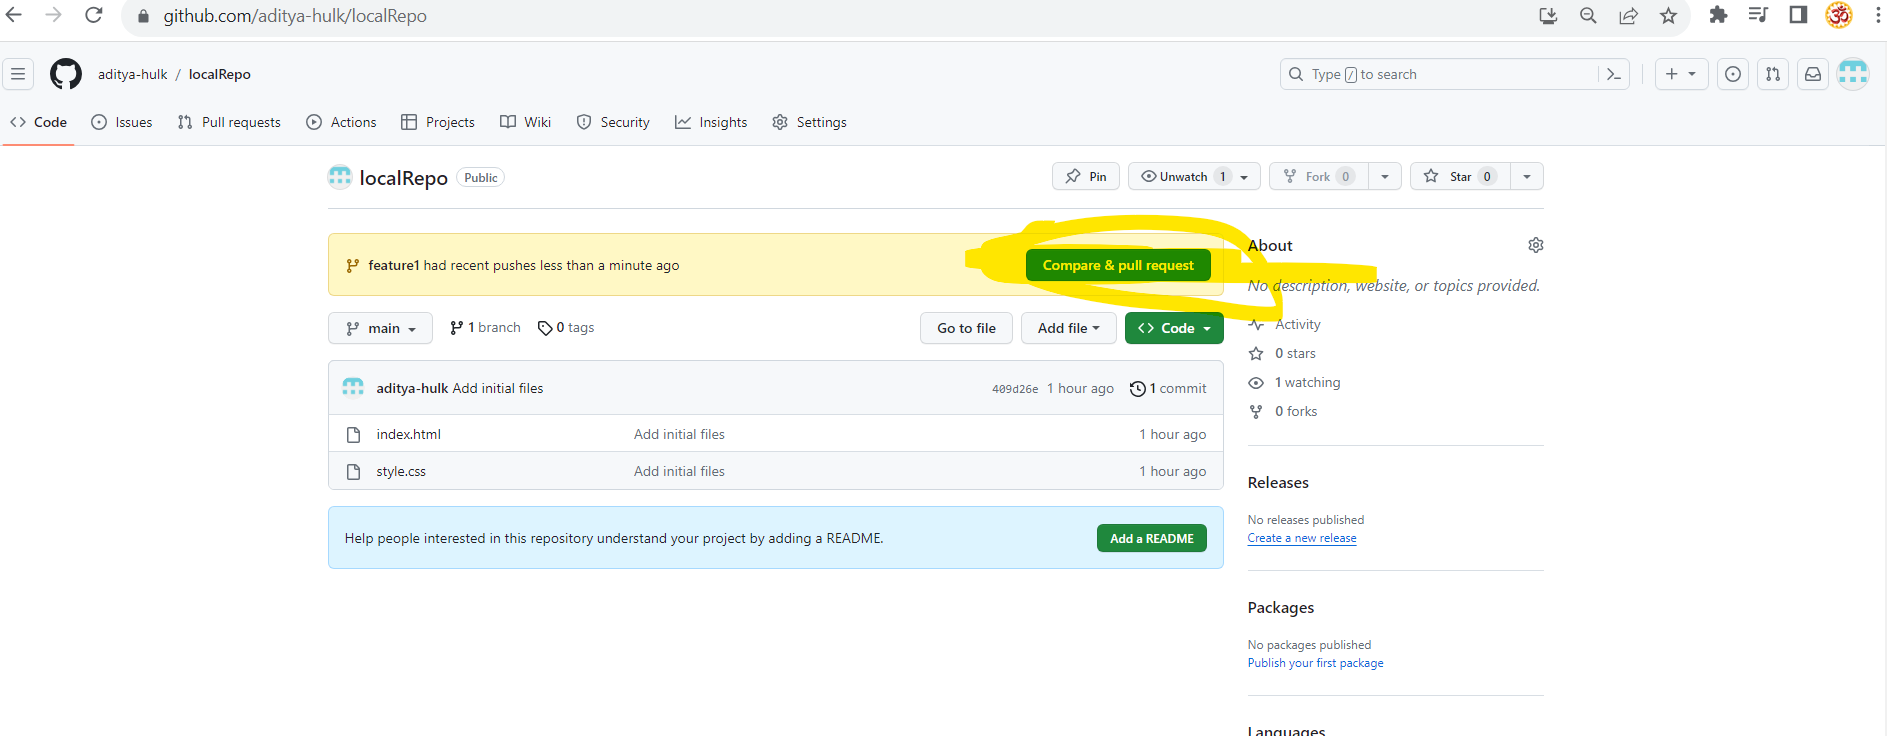 github.com/aditya-hulk/localRepo
aditya-hulk / localRepo
Type / to search
Code Issues Pull requests Actions Projects Wiki Security Insights Settings
localRepo Public
Pin Unwatch 1 Fork 0 Star 0
feature1 had recent pushes less than a minute ago
Compare & pull request
main 1 branch 0 tags
Go to file Add file <> Code
aditya-hulk Add initial files 409d26e 1 hour ago 1 commit
index.html Add initial files 1 hour ago
style.css Add initial files 1 hour ago
Help people interested in this repository understand your project by adding a README.
Add a README
About
No description, website, or topics provided.
Activity
0 stars
1 watching
0 forks
Releases
No releases published
Create a new release
Packages
No packages published
Publish your first package
Languages